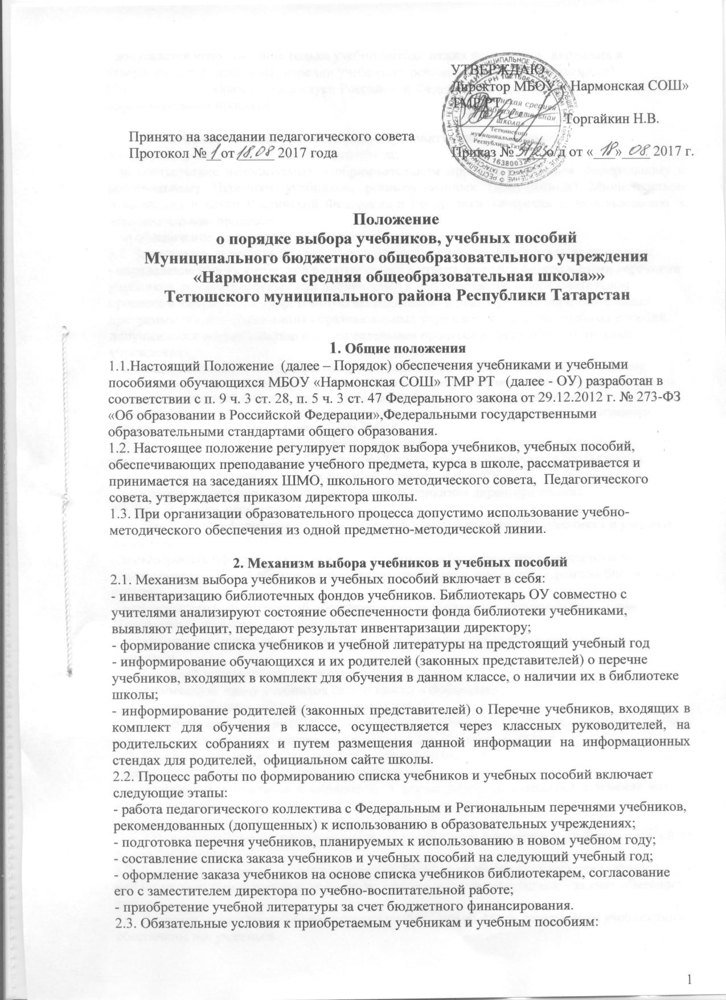 УТВЕРЖДАЮ
Директор МБОУ « Нармонская СОШ»
ТМР РТ
Торгайкин Н.В.
Принято на заседании педагогического совета
Протокол № 1 от 18.08 2017 года
Приказ № о/д от « 18 » 08. 2017 г.
Положение
о порядке выбора учебников, учебных пособий
Муниципального бюджетного общеобразовательного учреждения
«Нармонская средняя общеобразовательная школа»»
Тетюшского муниципального района Республики Татарстан
1. Общие положения
1.1.Настоящий Положение (далее – Порядок) обеспечения учебниками и учебными
пособиями обучающихся МБОУ «Нармонская СОШ» ТМР РТ (далее - ОУ) разработан в
соответствии с п. 9 ч. 3 ст. 28, п. 5 ч. 3 ст. 47 Федерального закона от 29.12.2012 г. № 273-ФЗ
«Об образовании в Российской Федерации»,Федеральными государственными
образовательными стандартами общего образования.
1.2. Настоящее положение регулирует порядок выбора учебников, учебных пособий,
обеспечивающих преподавание учебного предмета, курса в школе, рассматривается и
принимается на заседаниях ШМО, школьного методического совета, Педагогического
совета, утверждается приказом директора школы.
1.3. При организации образовательного процесса допустимо использование учебно-
методического обеспечения из одной предметно-методической линии.
2. Механизм выбора учебников и учебных пособий
2.1. Механизм выбора учебников и учебных пособий включает в себя:
- инвентаризацию библиотечных фондов учебников. Библиотекарь ОУ совместно с
учителями анализируют состояние обеспеченности фонда библиотеки учебниками,
выявляют дефицит, передают результат инвентаризации директору;
- формирование списка учебников и учебной литературы на предстоящий учебный год
- информирование обучающихся и их родителей (законных представителей) о перечне
учебников, входящих в комплект для обучения в данном классе, о наличии их в библиотеке
школы;
- информирование родителей (законных представителей) о Перечне учебников, входящих в
комплект для обучения в классе, осуществляется через классных руководителей, на
родительских собраниях и путем размещения данной информации на информационных
стендах для родителей, официальном сайте школы.
2.2. Процесс работы по формированию списка учебников и учебных пособий включает
следующие этапы:
- работа педагогического коллектива с Федеральным и Региональным перечнями учебников,
рекомендованных (допущенных) к использованию в образовательных учреждениях;
- подготовка перечня учебников, планируемых к использованию в новом учебном году;
- составление списка заказа учебников и учебных пособий на следующий учебный год;
- оформление заказа учебников на основе списка учебников библиотекарем, согласование
его с заместителем директора по учебно-воспитательной работе;
- приобретение учебной литературы за счет бюджетного финансирования.
2.3. Обязательные условия к приобретаемым учебникам и учебным пособиям:
1